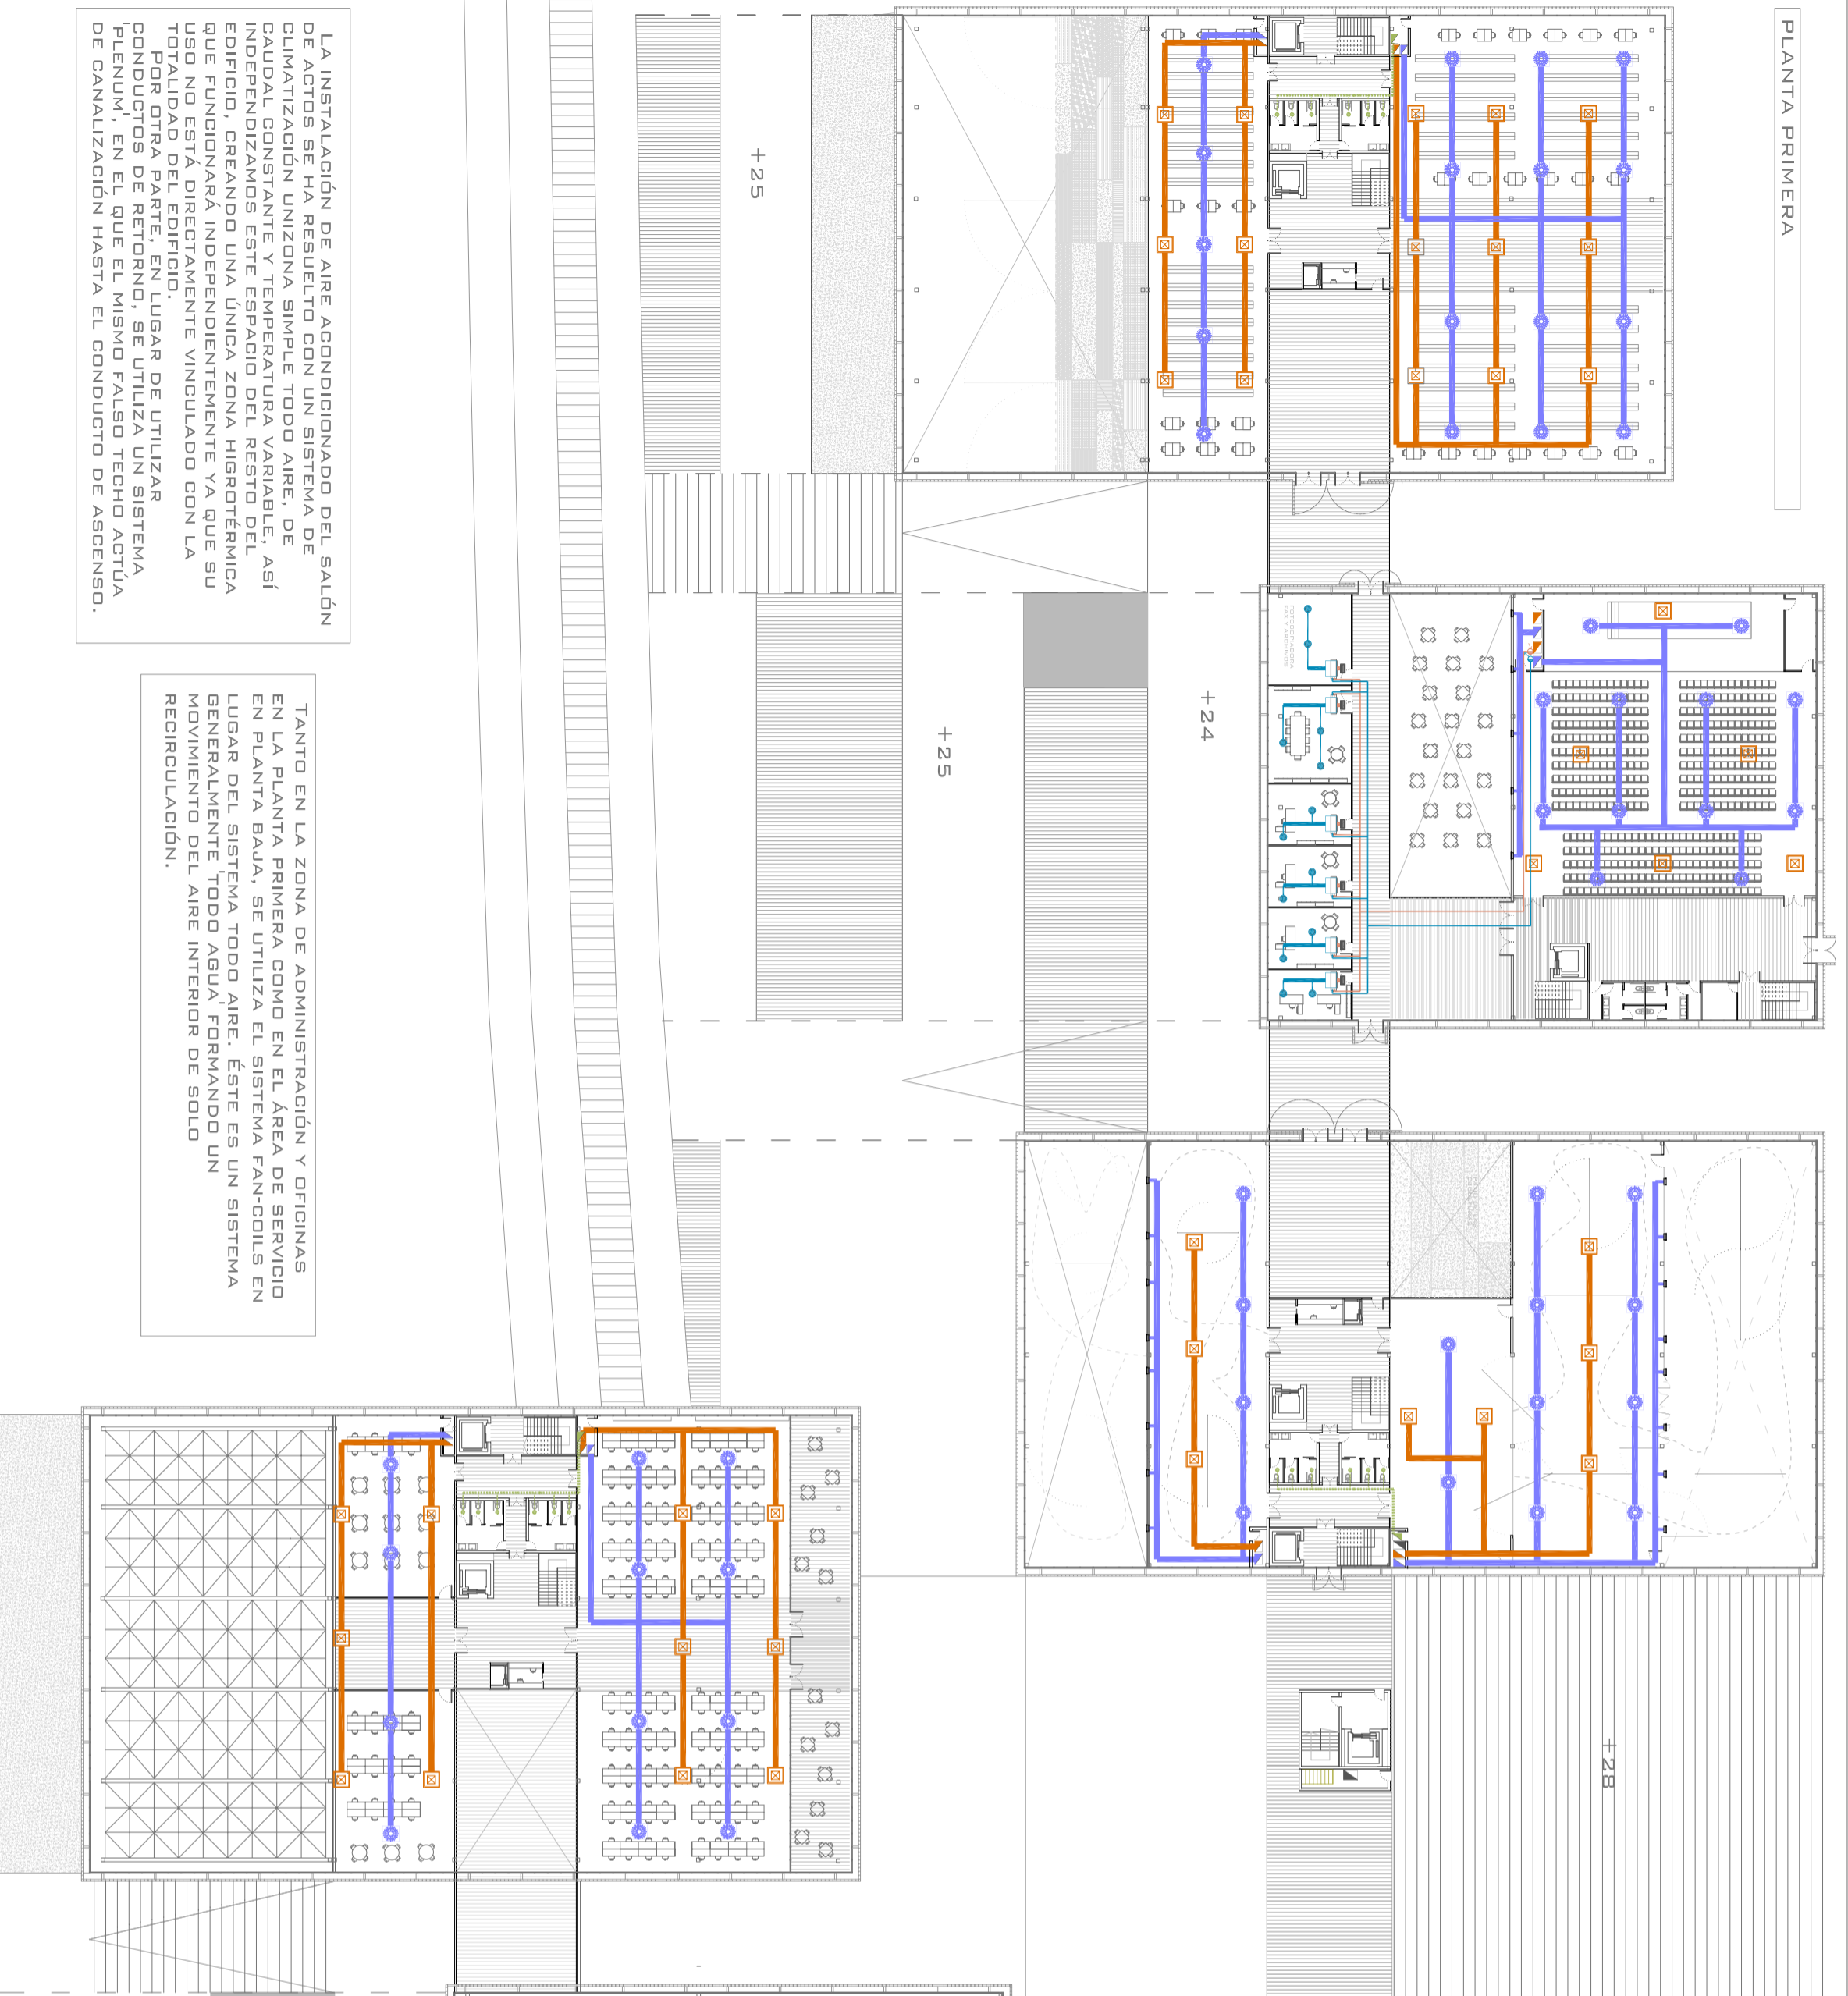 PLANTA PRIMERA
+25
+24
+25
+28
FOTOCOPIADORA
FAX Y ARCHIVOS
LA INSTALACIÓN DE AIRE ACONDICIONADO DEL SALÓN
DE ACTOS SE HA RESUELTO CON UN SISTEMA DE
CLIMATIZACIÓN UNIZONA SIMPLE TODO AIRE, DE
CAUDAL CONSTANTE Y TEMPERATURA VARIABLE, ASÍ
INDEPENDIZAMOS ESTE ESPACIO DEL RESTO DEL
EDIFICIO, CREANDO UNA ÚNICA ZONA HIGROTÉRMICA
QUE FUNCIONARÁ INDEPENDIENTEMENTE YA QUE SU
USO NO ESTÁ DIRECTAMENTE VINCULADO CON LA
TOTALIDAD DEL EDIFICIO.
POR OTRA PARTE, EN LUGAR DE UTILIZAR
CONDUCTOS DE RETORNO, SE UTILIZA UN SISTEMA
'PLENUM', EN EL QUE EL MISMO FALSO TECHO ACTÚA
DE CANALIZACIÓN HASTA EL CONDUCTO DE ASCENSO.
TANTO EN LA ZONA DE ADMINISTRACIÓN Y OFICINAS
EN LA PLANTA PRIMERA COMO EN EL ÁREA DE SERVICIO
EN PLANTA BAJA, SE UTILIZA EL SISTEMA FAN-COILS EN
LUGAR DEL SISTEMA TODO AIRE. ÉSTE ES UN SISTEMA
GENERALMENTE 'TODO AGUA' FORMANDO UN
MOVIMIENTO DEL AIRE INTERIOR DE SOLO
RECIRCULACIÓN.